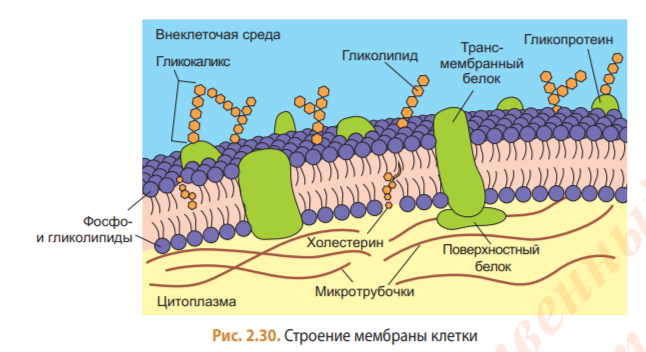 Внеклеточная среда
Гликокаликс
Гликолипид
Транс-
мембранный
белок
Гликопротеин
Фосфо-
и гликолипиды
Холестерин
Поверхностный
белок
Микротрубочки
Цитоплазма
Рис. 2.30. Строение мембраны клетки